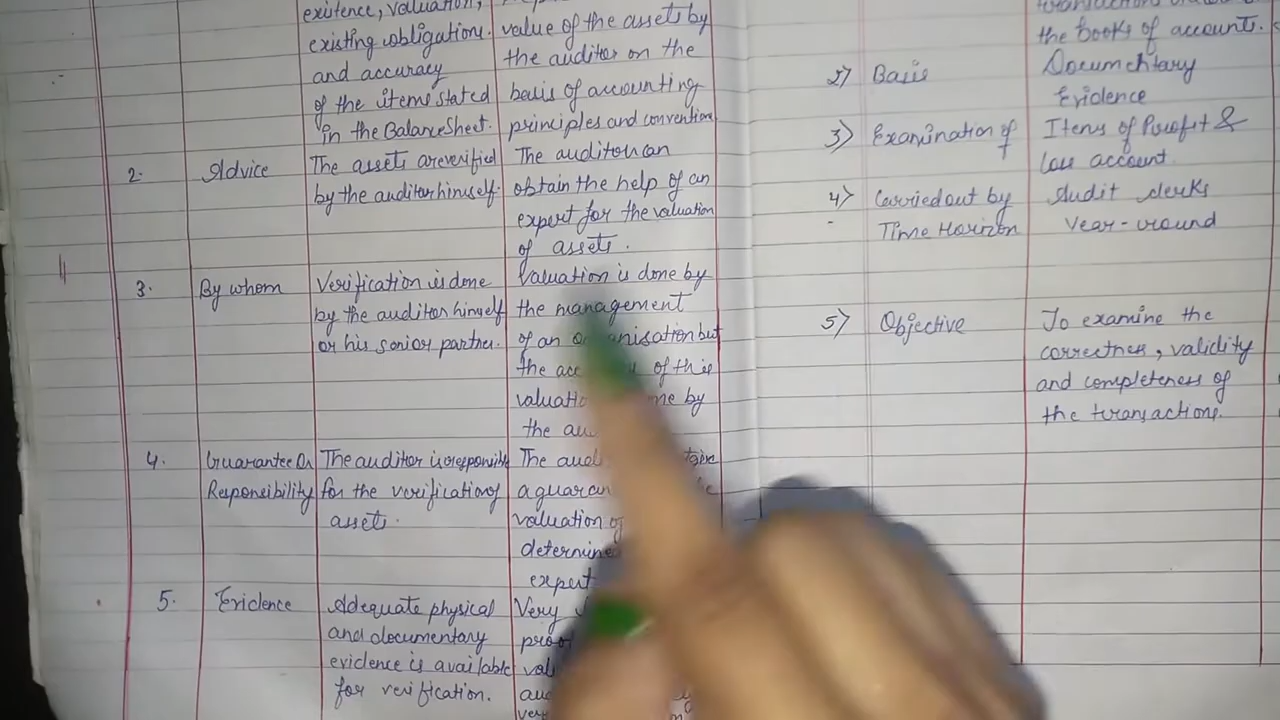 existence, valuation,
existing obligations.
and accuracy
of the items stated
in the Balance Sheet.
value of the assets by
the auditor on the
basis of accounting
principles and convention
2. Advice
The assets are verified
by the auditor himself.
The auditor can
obtain the help of an
expert for the valuation
of assets.
3. By whom
Verification is done
by the auditor himself
or his senior partner.
Valuation is done by
the management
of an but
the of this
by
the
4. Guarantee Or
Responsibility
The auditor is responsible
for the verification of
assets.
The
a
valuation
expert
5. Evidence
Adequate physical
and documentary
evidence is available
for verification.
Very
the books of accounts.
2) Basis
Documentary
Evidence
3) Examination of
Items of Profit &
loss account.
4) Carried out by
Audit clerks
Time Horizon
Year-round
5) Objective
To examine the
correctness, validity
and completeness of
the transactions.